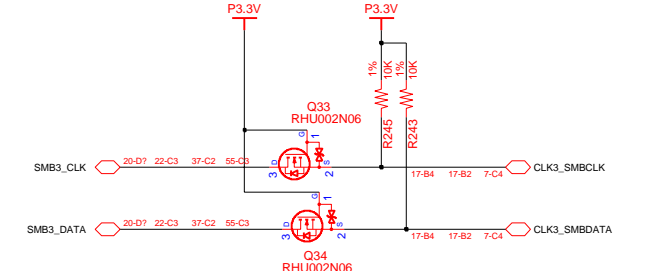 P3.3V P3.3V
1% 10K 1% 10K
Q33
RHU002N06
R245 R243
G 1
SMB3_CLK 20-D? 22-C3 37-C2 55-C3 3 D S 2 17-B4 17-B2 7-C4 CLK3_SMBCLK
G 1
SMB3_DATA 20-D? 22-C3 37-C2 55-C3 3 D S 2 17-B4 17-B2 7-C4 CLK3_SMBDATA
Q34
RHU002N06